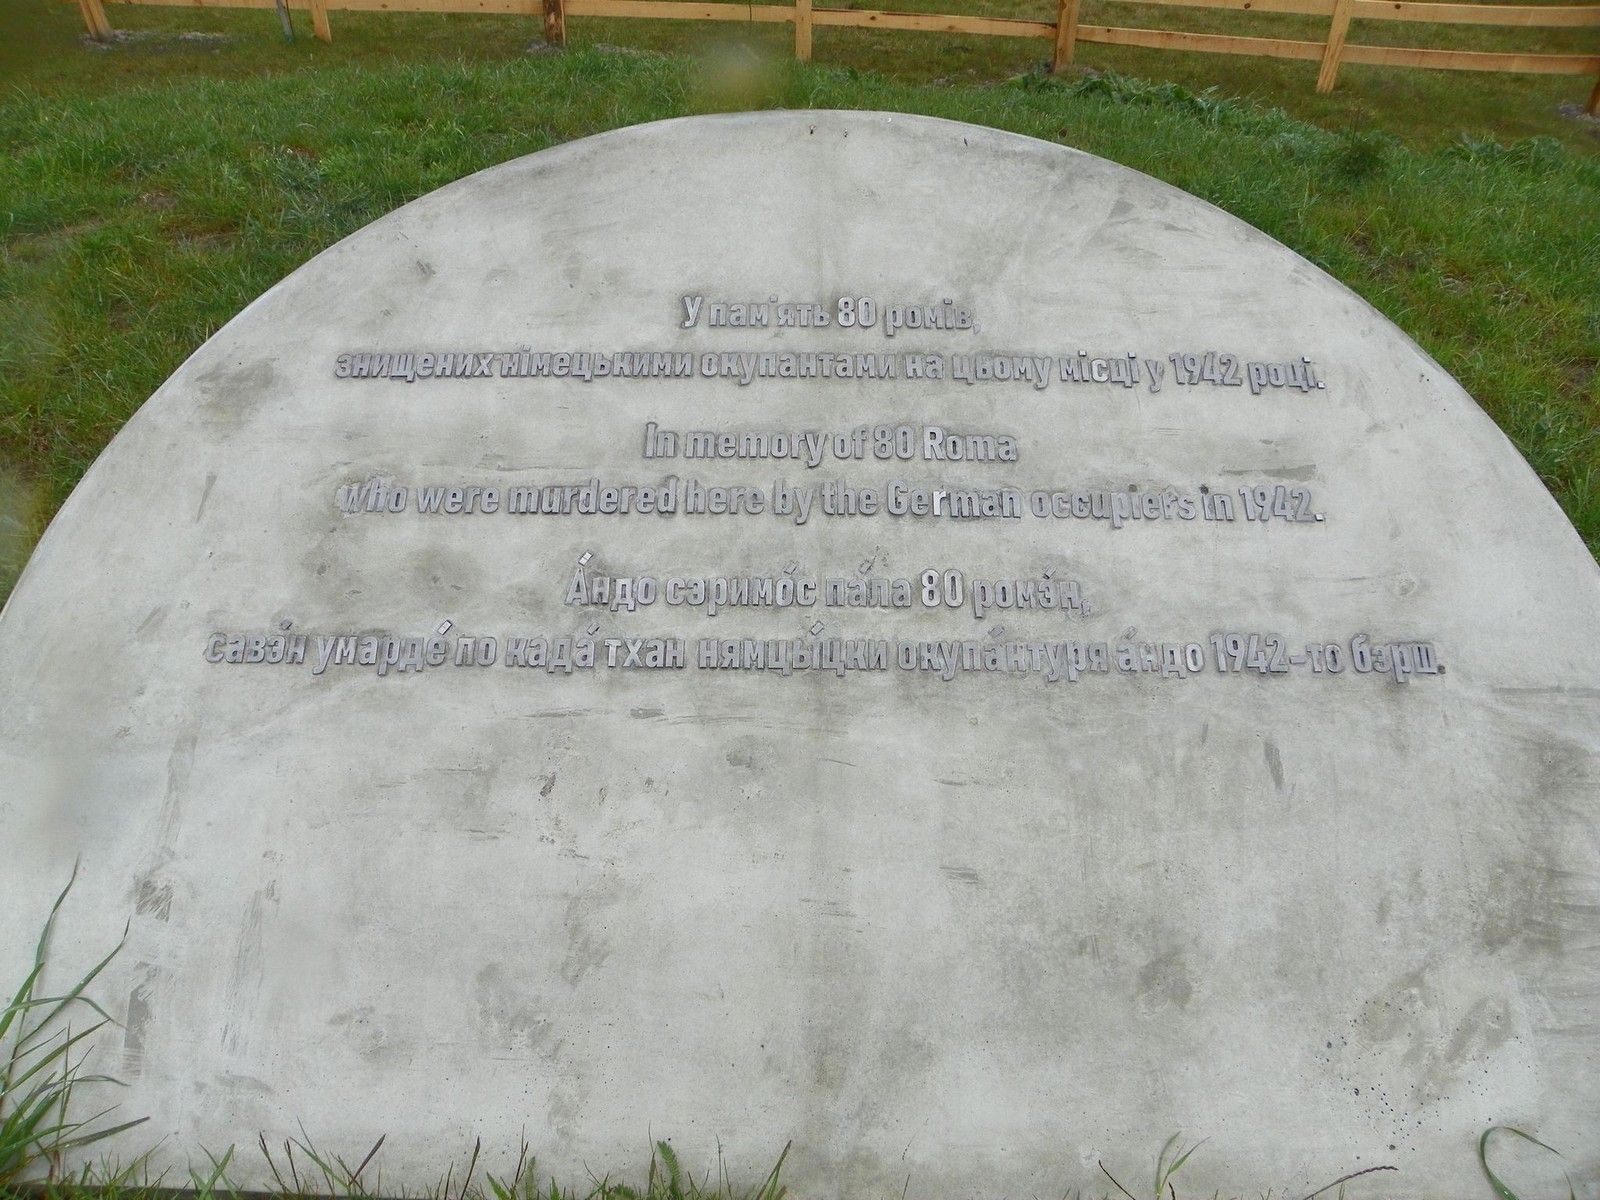 У пам'ять 80 ромів,
знищених німецькими окупантами на цьому місці у 1942 році.
In memory of 80 Roma
who were murdered here by the German occupiers in 1942.
А́ндо сэримо́с па́ла 80 ромэ́н,
савэ́н умарде́ по када́ тхан нямцы́цки окупа́нтуря а́ндо 1942-то бэрш.